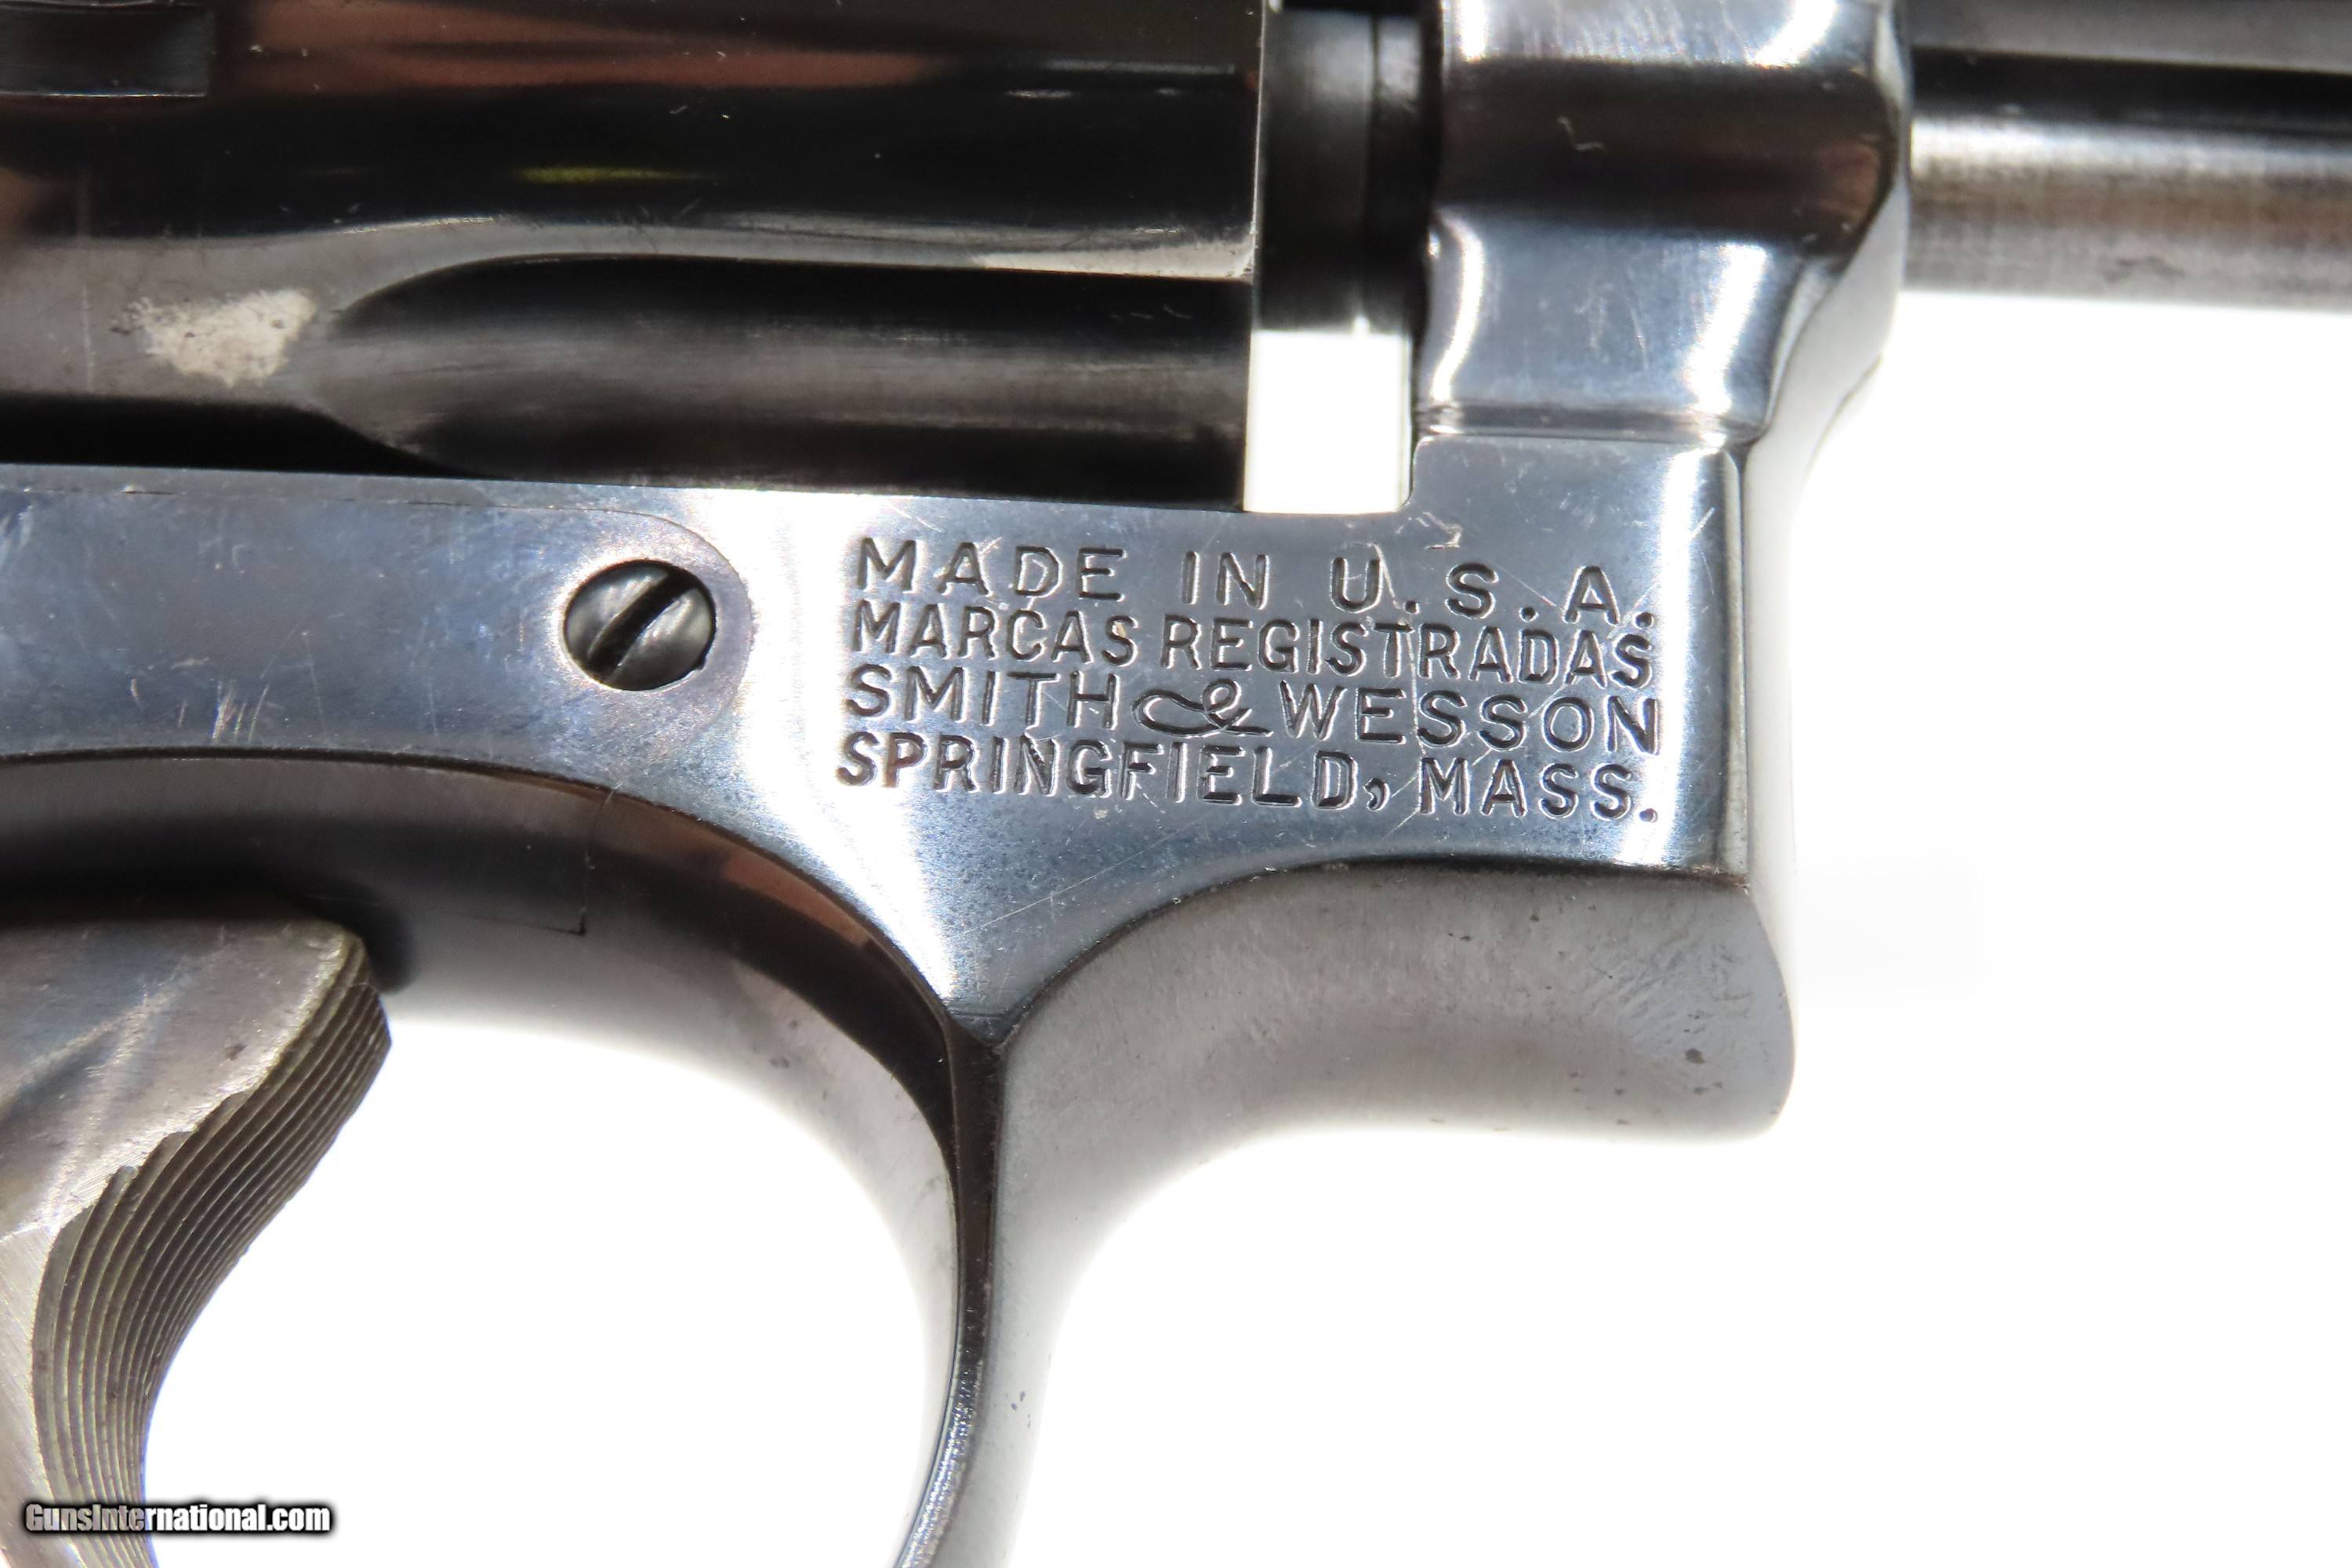 MADE IN U.S.A.
MARCAS REGISTRADAS
SMITH & WESSON
SPRINGFIELD, MASS.
GunsInternational.com